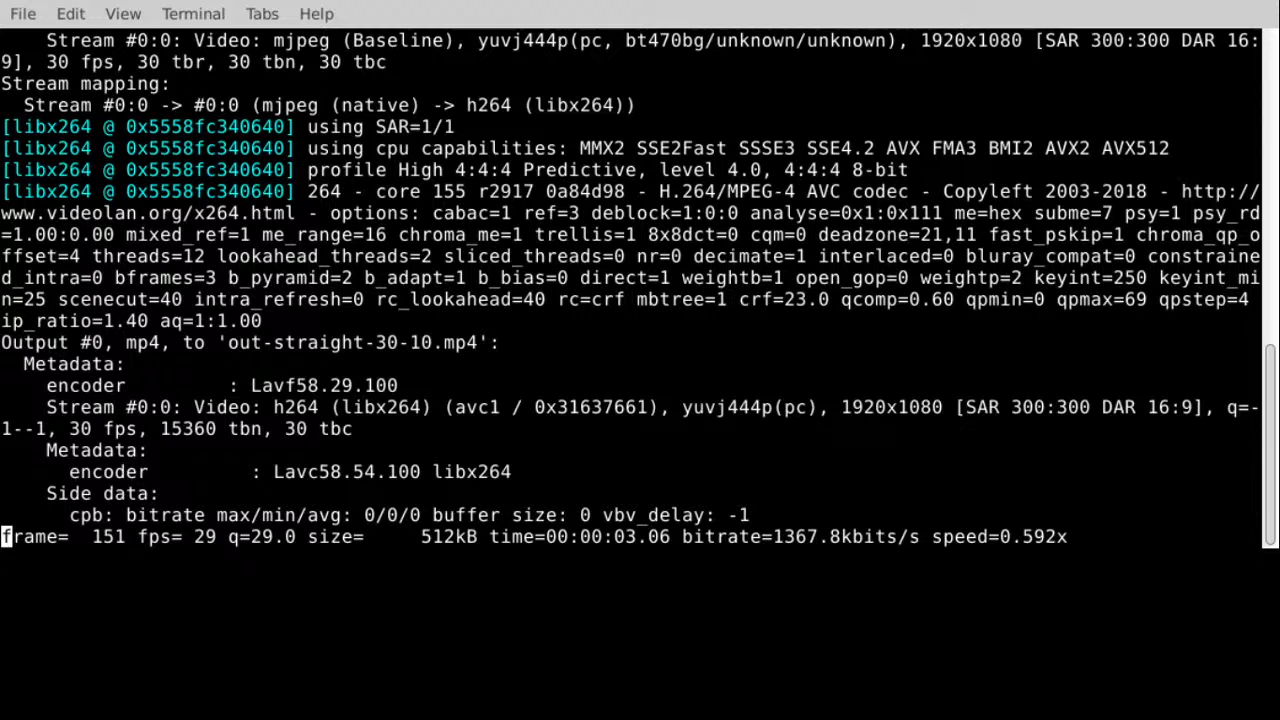 File Edit View Terminal Tabs Help
    Stream #0:0: Video: mjpeg (Baseline), yuvj444p(pc, bt470bg/unknown/unknown), 1920x1080 [SAR 300:300 DAR 16:
9], 30 fps, 30 tbr, 30 tbn, 30 tbc
Stream mapping:
  Stream #0:0 -> #0:0 (mjpeg (native) -> h264 (libx264))
[libx264 @ 0x5558fc340640] using SAR=1/1
[libx264 @ 0x5558fc340640] using cpu capabilities: MMX2 SSE2Fast SSSE3 SSE4.2 AVX FMA3 BMI2 AVX2 AVX512
[libx264 @ 0x5558fc340640] profile High 4:4:4 Predictive, level 4.0, 4:4:4 8-bit
[libx264 @ 0x5558fc340640] 264 - core 155 r2917 0a84d98 - H.264/MPEG-4 AVC codec - Copyleft 2003-2018 - http://
www.videolan.org/x264.html - options: cabac=1 ref=3 deblock=1:0:0 analyse=0x1:0x111 me=hex subme=7 psy=1 psy_rd
=1.00:0.00 mixed_ref=1 me_range=16 chroma_me=1 trellis=1 8x8dct=0 cqm=0 deadzone=21,11 fast_pskip=1 chroma_qp_o
ffset=4 threads=12 lookahead_threads=2 sliced_threads=0 nr=0 decimate=1 interlaced=0 bluray_compat=0 constraine
d_intra=0 bframes=3 b_pyramid=2 b_adapt=1 b_bias=0 direct=1 weightb=1 open_gop=0 weightp=2 keyint=250 keyint_mi
n=25 scenecut=40 intra_refresh=0 rc_lookahead=40 rc=crf mbtree=1 crf=23.0 qcomp=0.60 qpmin=0 qpmax=69 qpstep=4
ip_ratio=1.40 aq=1:1.00
Output #0, mp4, to 'out-straight-30-10.mp4':
  Metadata:
    encoder         : Lavf58.29.100
    Stream #0:0: Video: h264 (libx264) (avc1 / 0x31637661), yuvj444p(pc), 1920x1080 [SAR 300:300 DAR 16:9], q=-
1--1, 30 fps, 15360 tbn, 30 tbc
    Metadata:
      encoder         : Lavc58.54.100 libx264
    Side data:
      cpb: bitrate max/min/avg: 0/0/0 buffer size: 0 vbv_delay: -1
frame=  151 fps= 29 q=29.0 size=     512kB time=00:00:03.06 bitrate=1367.8kbits/s speed=0.592x